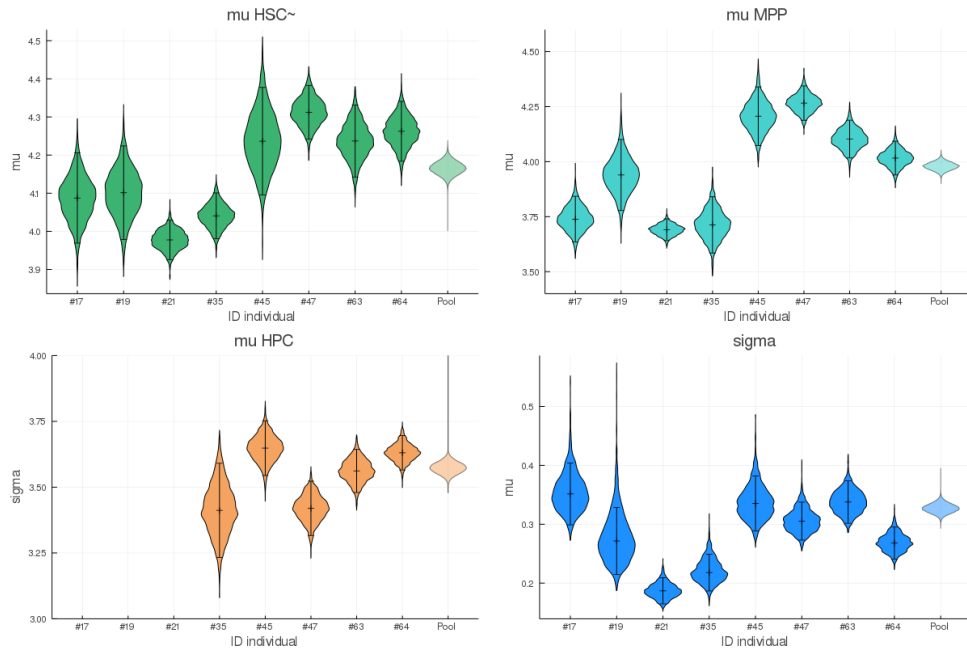 mu HSC~
mu
4.5
4.4
4.3
4.2
4.1
4.0
3.9
#17 #19 #21 #35 #45 #47 #63 #64 Pool
ID individual
mu MPP
mu
4.50
4.25
4.00
3.75
3.50
#17 #19 #21 #35 #45 #47 #63 #64 Pool
ID individual
mu HPC
sigma
4.00
3.75
3.50
3.25
3.00
#17 #19 #21 #35 #45 #47 #63 #64 Pool
ID individual
sigma
mu
0.5
0.4
0.3
0.2
#17 #19 #21 #35 #45 #47 #63 #64 Pool
ID individual